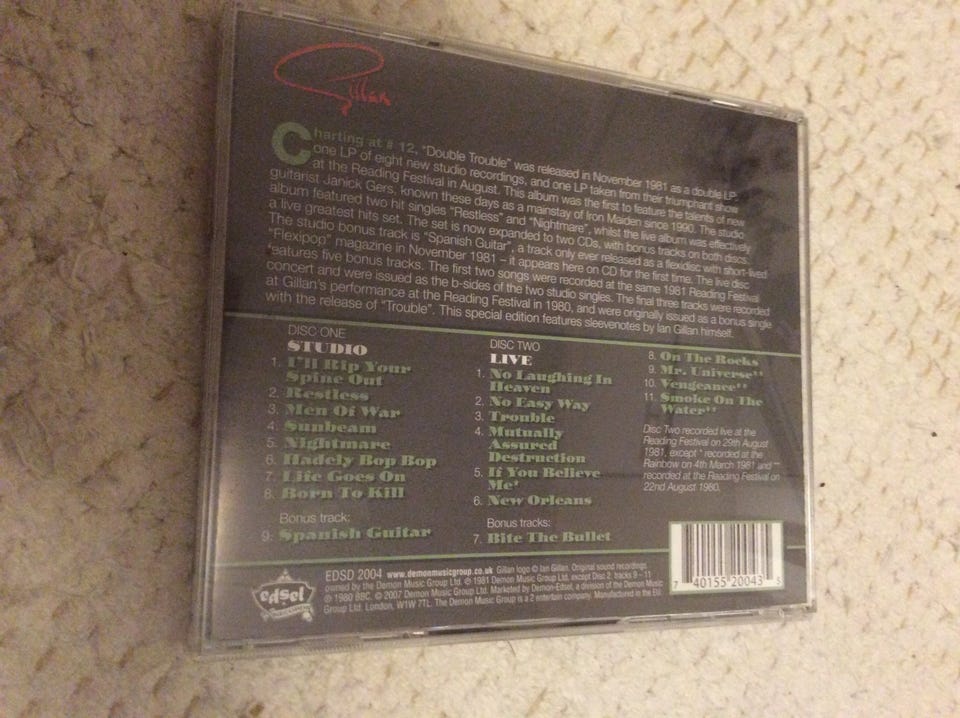 Gillan
Charting at # 12, "Double Trouble" was released in November 1981 as a double LP:
one LP of eight new studio recordings, and one LP taken from their triumphant show
at the Reading Festival in August. This album was the first to feature the talents of new
guitarist Janick Gers, known these days as a mainstay of Iron Maiden since 1990. The studio
album featured two hit singles "Restless" and "Nightmare", whilst the live album was effectively
a live greatest hits set. The set is now expanded to two CDs, with bonus tracks on both discs.
The studio bonus track is "Spanish Guitar", a track only ever released as a flexidisc with short-lived
"Flexipop" magazine in November 1981 – it appears here on CD for the first time. The live disc
features five bonus tracks. The first two songs were recorded at the same 1981 Reading Festival
concert and were issued as the b-sides of the two studio singles. The final three tracks were recorded
at Gillan's performance at the Reading Festival in 1980, and were originally issued as a bonus single
with the release of "Trouble". This special edition features sleevenotes by Ian Gillan himself.
DISC ONE
STUDIO
1. I'll Rip Your
Spine Out
2. Restless
3. Men Of War
4. Sunbeam
5. Nightmare
6. Hadely Bop Bop
7. Life Goes On
8. Born To Kill
Bonus track:
9. Spanish Guitar
DISC TWO
LIVE
1. No Laughing In
Heaven
2. No Easy Way
3. Trouble
4. Mutually
Assured
Destruction
5. If You Believe
Me*
6. New Orleans
Bonus tracks:
7. Bite The Bullet
8. On The Rocks
9. Mr. Universe**
10. Vengeance**
11. Smoke On The
Water**
Disc Two recorded live at the
Reading Festival on 29th August
1981, except * recorded at the
Rainbow on 4th March 1981 and **
recorded at the Reading Festival on
22nd August 1980.
edsel
EDSD 2004 www.demonmusicgroup.co.uk Gillan logo © Ian Gillan. Original sound recordings
owned by the Demon Music Group Ltd. ℗ 1981 Demon Music Group Ltd. except Disc 2: tracks 9 – 11
℗ 1980 BBC. © 2007 Demon Music Group Ltd. Marketed by Demon-Edsel, a division of the Demon Music
Group Ltd. London, W1W 7TL. The Demon Music Group is a 2 entertain company. Manufactured in the EU.
7 40155 20043 5